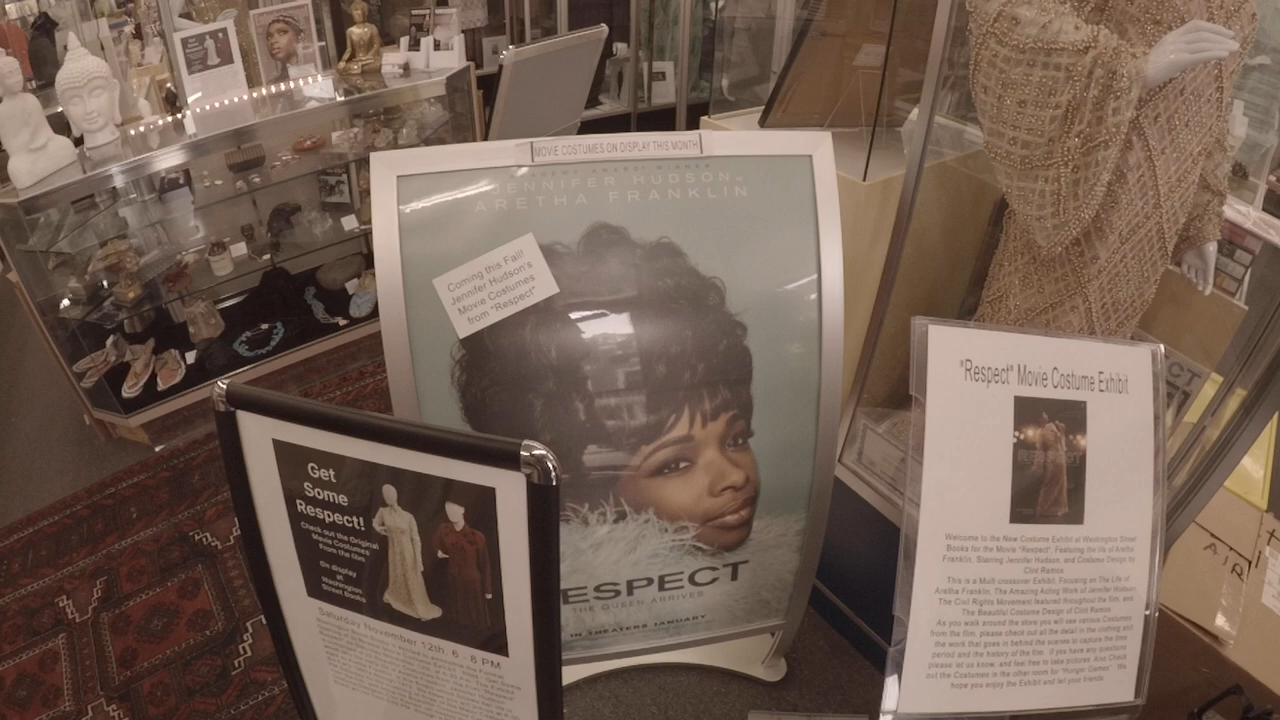 MOVIE COSTUMES ON DISPLAY THIS MONTH
ACADEMY AWARD WINNER
JENNIFER HUDSON IS
ARETHA FRANKLIN
Coming this Fall!
Jennifer Hudson's
Movie Costumes
from "Respect"
ESPECT
THE QUEEN ARRIVES
IN THEATERS JANUARY
Get
Some
Respect!
Check out the Original
Movie Costumes
From the film
On display
at
Washington
Street Books
Saturday November 12th, 6 - 8 PM
"Respect" Movie Costume Exhibit
RESPECT
Welcome to the New Costume Exhibit at Washington Street
Books for the Movie "Respect", Featuring the life of Aretha
Franklin, Starring Jennifer Hudson, and Costume Design by
Clint Ramos.
This is a Multi crossover Exhibit, Focusing on The Life of
Aretha Franklin, The Amazing Acting Work of Jennifer Hudson,
The Civil Rights Movement featured throughout the film, and
The Beautiful Costume Design of Clint Ramos
As you walk around the store you will see various Costumes
from the film, please check out all the detail in the clothing and
the work that goes in behind the scenes to capture the time
period and the history of the film. If you have any questions
please let us know, and feel free to take pictures. Also Check
out the Costumes in the other room for "Hunger Games". We
hope you enjoy the Exhibit and let your friends
AIR